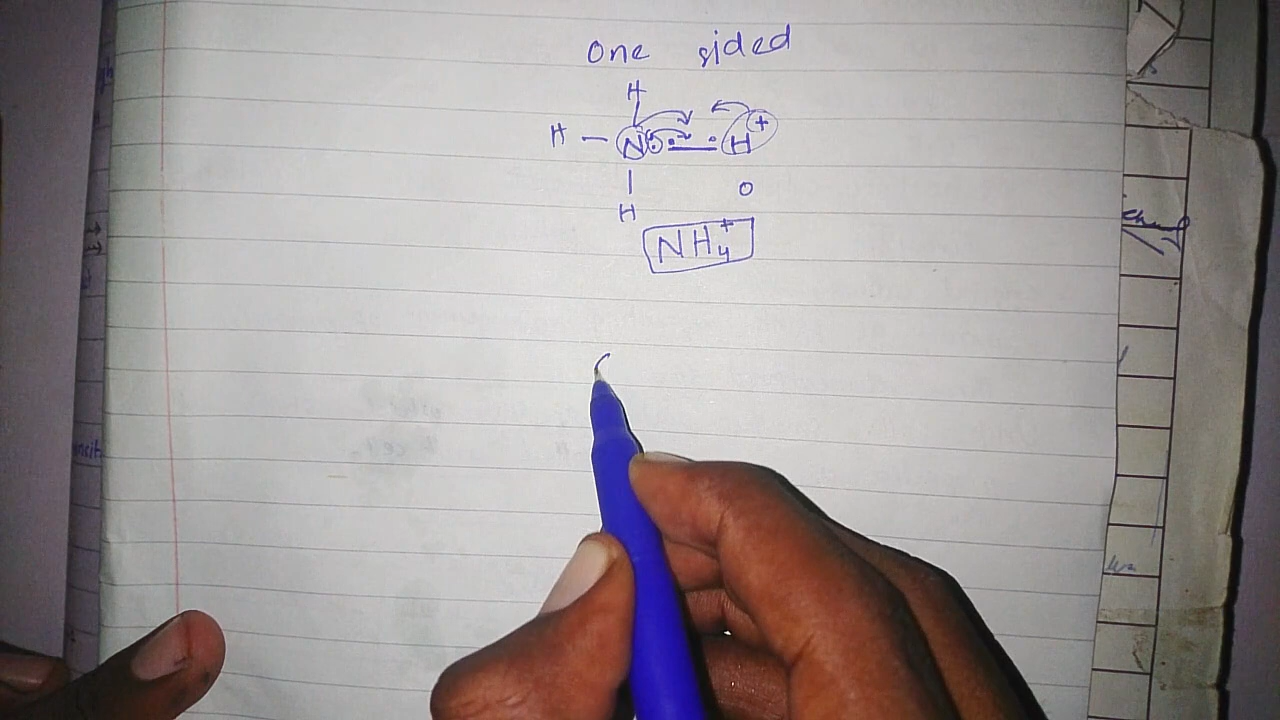 One sided
H
H - N : - H +
H
o
NH4+